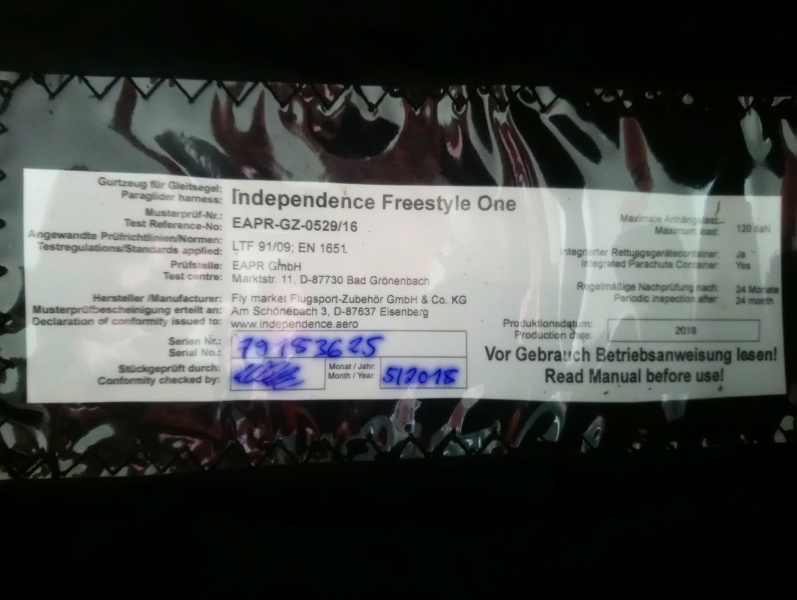 Gurtzeug für Gleitsegel:
Paraglider harness:
Independence Freestyle One
Musterprüf-Nr.:
Test Reference-No:
EAPR-GZ-0529/16
Angewandte Prüfrichtlinien/Normen:
Testregulations/Standards applied:
LTF 91/09; EN 1651
Prüfstelle: EAPR GmbH
Test centre: Marktstr. 11, D-87730 Bad Grönenbach
Hersteller /Manufacturer: Fly market Flugsport-Zubehör GmbH & Co. KG
Musterprüfbescheinigung erteilt an: Am Schönebach 3, D-87637 Eisenberg
Declaration of conformity issued to: www.independence.aero
Serien Nr.:
Serial No.:
79183625
Stückgeprüft durch:
Conformity checked by:
Monat / Jahr:
Month / Year:
5/2018
Maximale Anhängelast:
Maximum load:
120 daN
Integrierter Rettungsgerätecontainer: Ja
Integrated Parachute Container: Yes
Regelmäßige Nachprüfung nach: 24 Monate
Periodic inspection after: 24 month
Produktionsdatum:
Production date:
2018
Vor Gebrauch Betriebsanweisung lesen!
Read Manual before use!